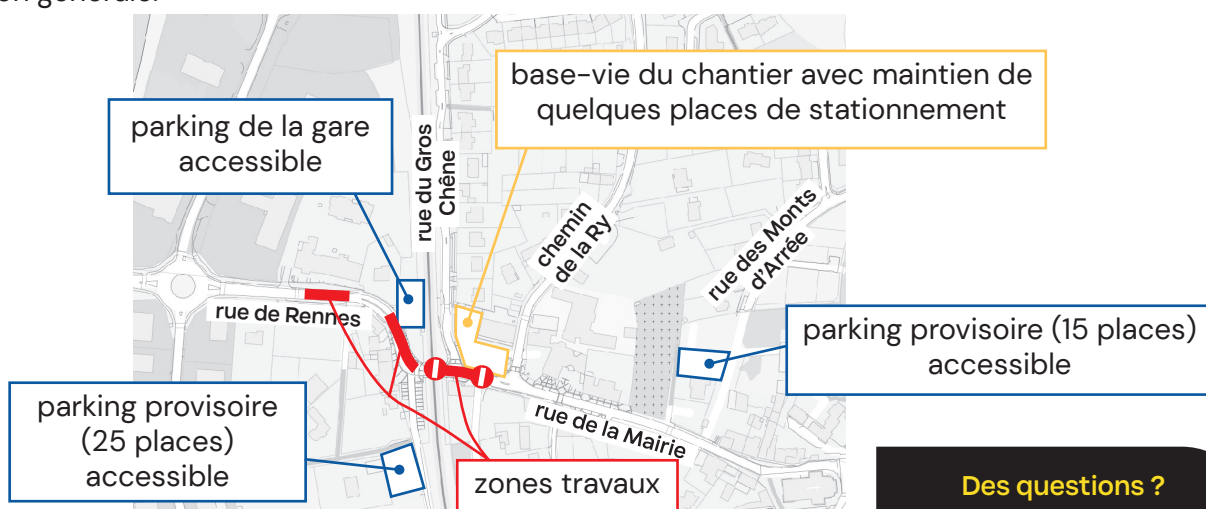 base-vie du chantier avec maintien de
quelques places de stationnement
parking de la gare
accessible
rue du Gros
Chêne
chemin
de la Ry
rue des Monts
d'Arrée
rue de Rennes
parking provisoire (15 places)
accessible
parking provisoire
(25 places)
accessible
rue de la Mairie
zones travaux
Des questions ?